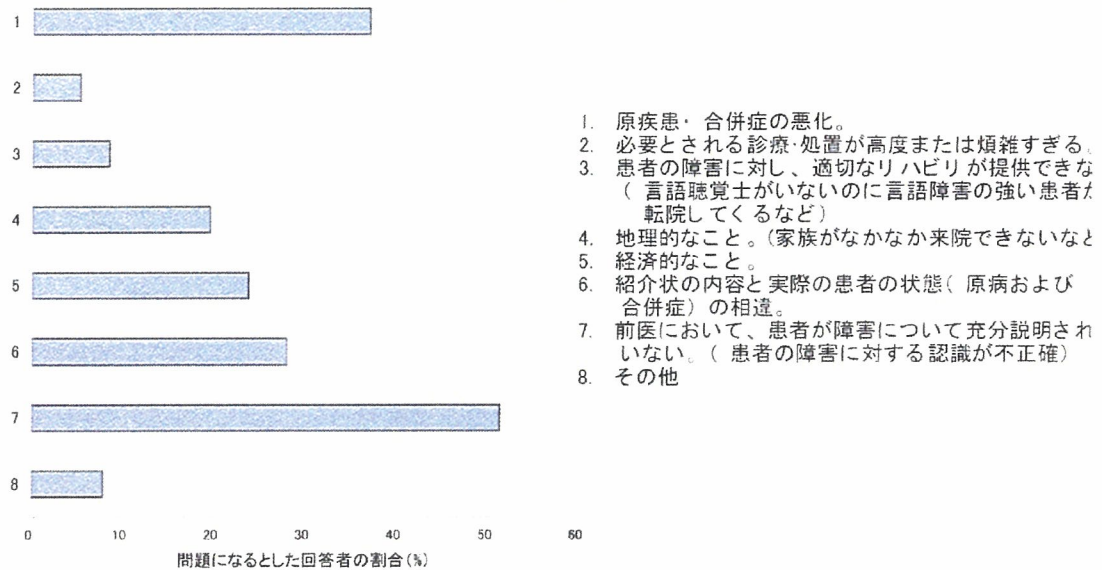 1
2
3
4
5
6
7
8
0 10 20 30 40 50 60
問題になるとした回答者の割合(%)
1. 原疾患・合併症の悪化。
2. 必要とされる診療・処置が高度または煩雑すぎる。
3. 患者の障害に対し、適切なリハビリが提供できな
(言語聴覚士がいないのに言語障害の強い患者が
転院してくるなど)
4. 地理的なこと。(家族がなかなか来院できないなど
5. 経済的なこと。
6. 紹介状の内容と実際の患者の状態(原病および
合併症)の相違。
7. 前医において、患者が障害について充分説明され
いない。(患者の障害に対する認識が不正確)
8. その他